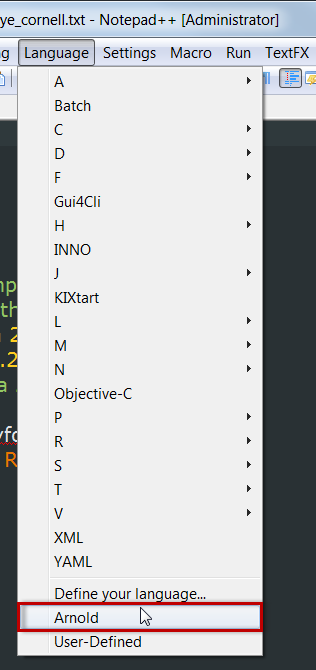 ye_cornell.txt - Notepad++ [Administrator]
Language Settings Macro Run TextFX
A
Batch
C
D
F
Gui4Cli
H
INNO
J
KIXtart
L
M
N
Objective-C
P
R
S
T
V
XML
YAML
Define your language...
Arnold
User-Defined